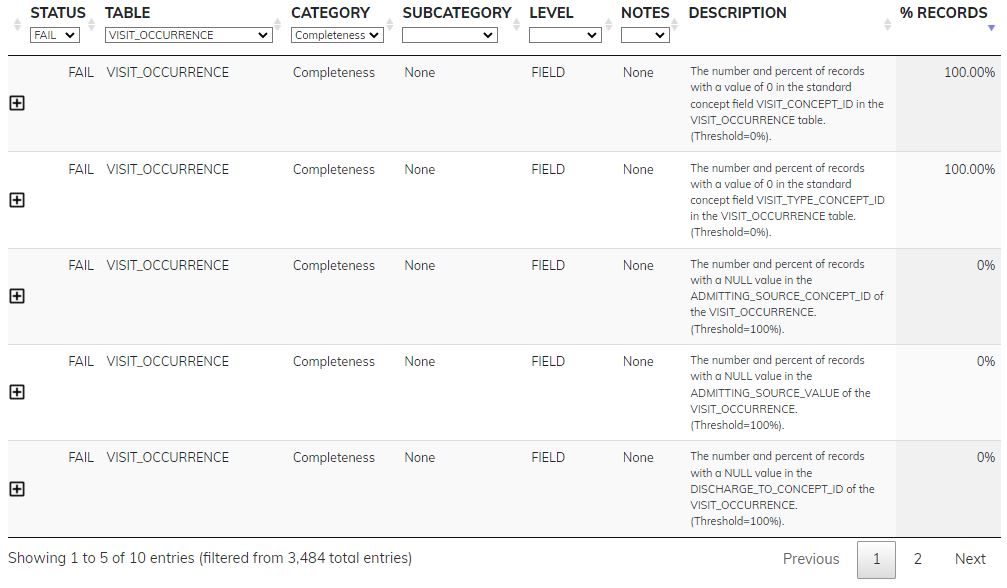 STATUS TABLE CATEGORY SUBCATEGORY LEVEL NOTES DESCRIPTION % RECORDS
FAIL VISIT_OCCURRENCE Completeness
FAIL VISIT_OCCURRENCE Completeness None FIELD None The number and percent of records 100.00%
with a value of 0 in the standard
concept field VISIT_CONCEPT_ID in the
VISIT_OCCURRENCE table.
(Threshold=0%).
FAIL VISIT_OCCURRENCE Completeness None FIELD None The number and percent of records 100.00%
with a value of 0 in the standard
concept field VISIT_TYPE_CONCEPT_ID
in the VISIT_OCCURRENCE table.
(Threshold=0%).
FAIL VISIT_OCCURRENCE Completeness None FIELD None The number and percent of records 0%
with a NULL value in the
ADMITTING_SOURCE_CONCEPT_ID of
the VISIT_OCCURRENCE.
(Threshold=100%).
FAIL VISIT_OCCURRENCE Completeness None FIELD None The number and percent of records 0%
with a NULL value in the
ADMITTING_SOURCE_VALUE of the
VISIT_OCCURRENCE.
(Threshold=100%).
FAIL VISIT_OCCURRENCE Completeness None FIELD None The number and percent of records 0%
with a NULL value in the
DISCHARGE_TO_CONCEPT_ID of the
VISIT_OCCURRENCE.
(Threshold=100%).
Showing 1 to 5 of 10 entries (filtered from 3,484 total entries) Previous 1 2 Next